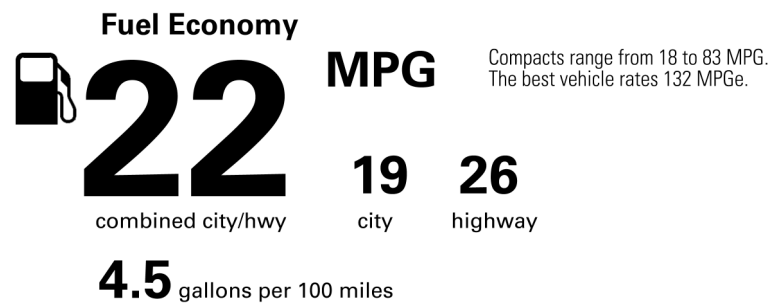 Fuel Economy
22 MPG
Compacts range from 18 to 83 MPG.
The best vehicle rates 132 MPGe.
combined city/hwy
19
city
26
highway
4.5 gallons per 100 miles